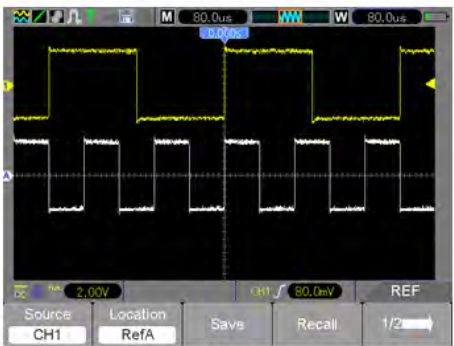 M 80.0us W 80.0us
0.000s
1
A
2.00V CH1 80.0mV REF
Source Location Save Recall 1/2
CH1 RefA